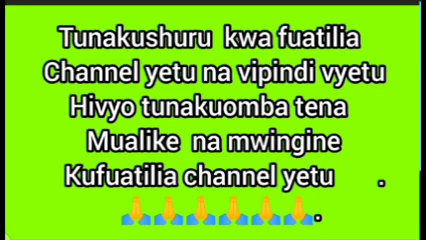 Tunakushuru kwa fuatilia
Channel yetu na vipindi vyetu
Hivyo tunakuomba tena
Mualike na mwingine
Kufuatilia channel yetu .
🙏🙏🙏🙏🙏🙏.